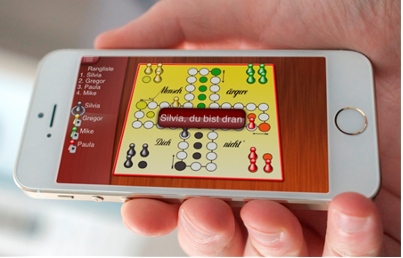 Rangliste
1. Silvia
2. Gregor
3. Paula
4. Mike
Silvia
Gregor
Mike
Paula
Mensch
ärgere
Silvia, du bist dran
Dich
nicht